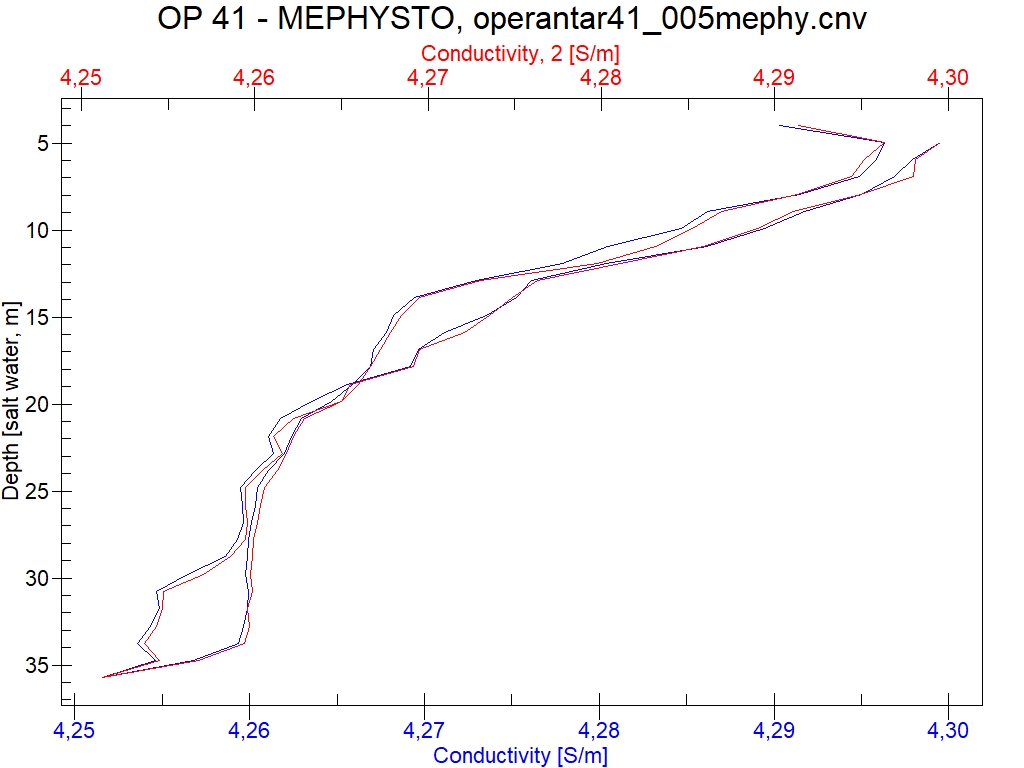 OP 41 - MEPHYSTO, operantar41_005mephy.cnv
Conductivity, 2 [S/m]
4,25 4,26 4,27 4,28 4,29 4,30
5
10
15
20
25
30
35
Depth [salt water, m]
4,25 4,26 4,27 4,28 4,29 4,30
Conductivity [S/m]